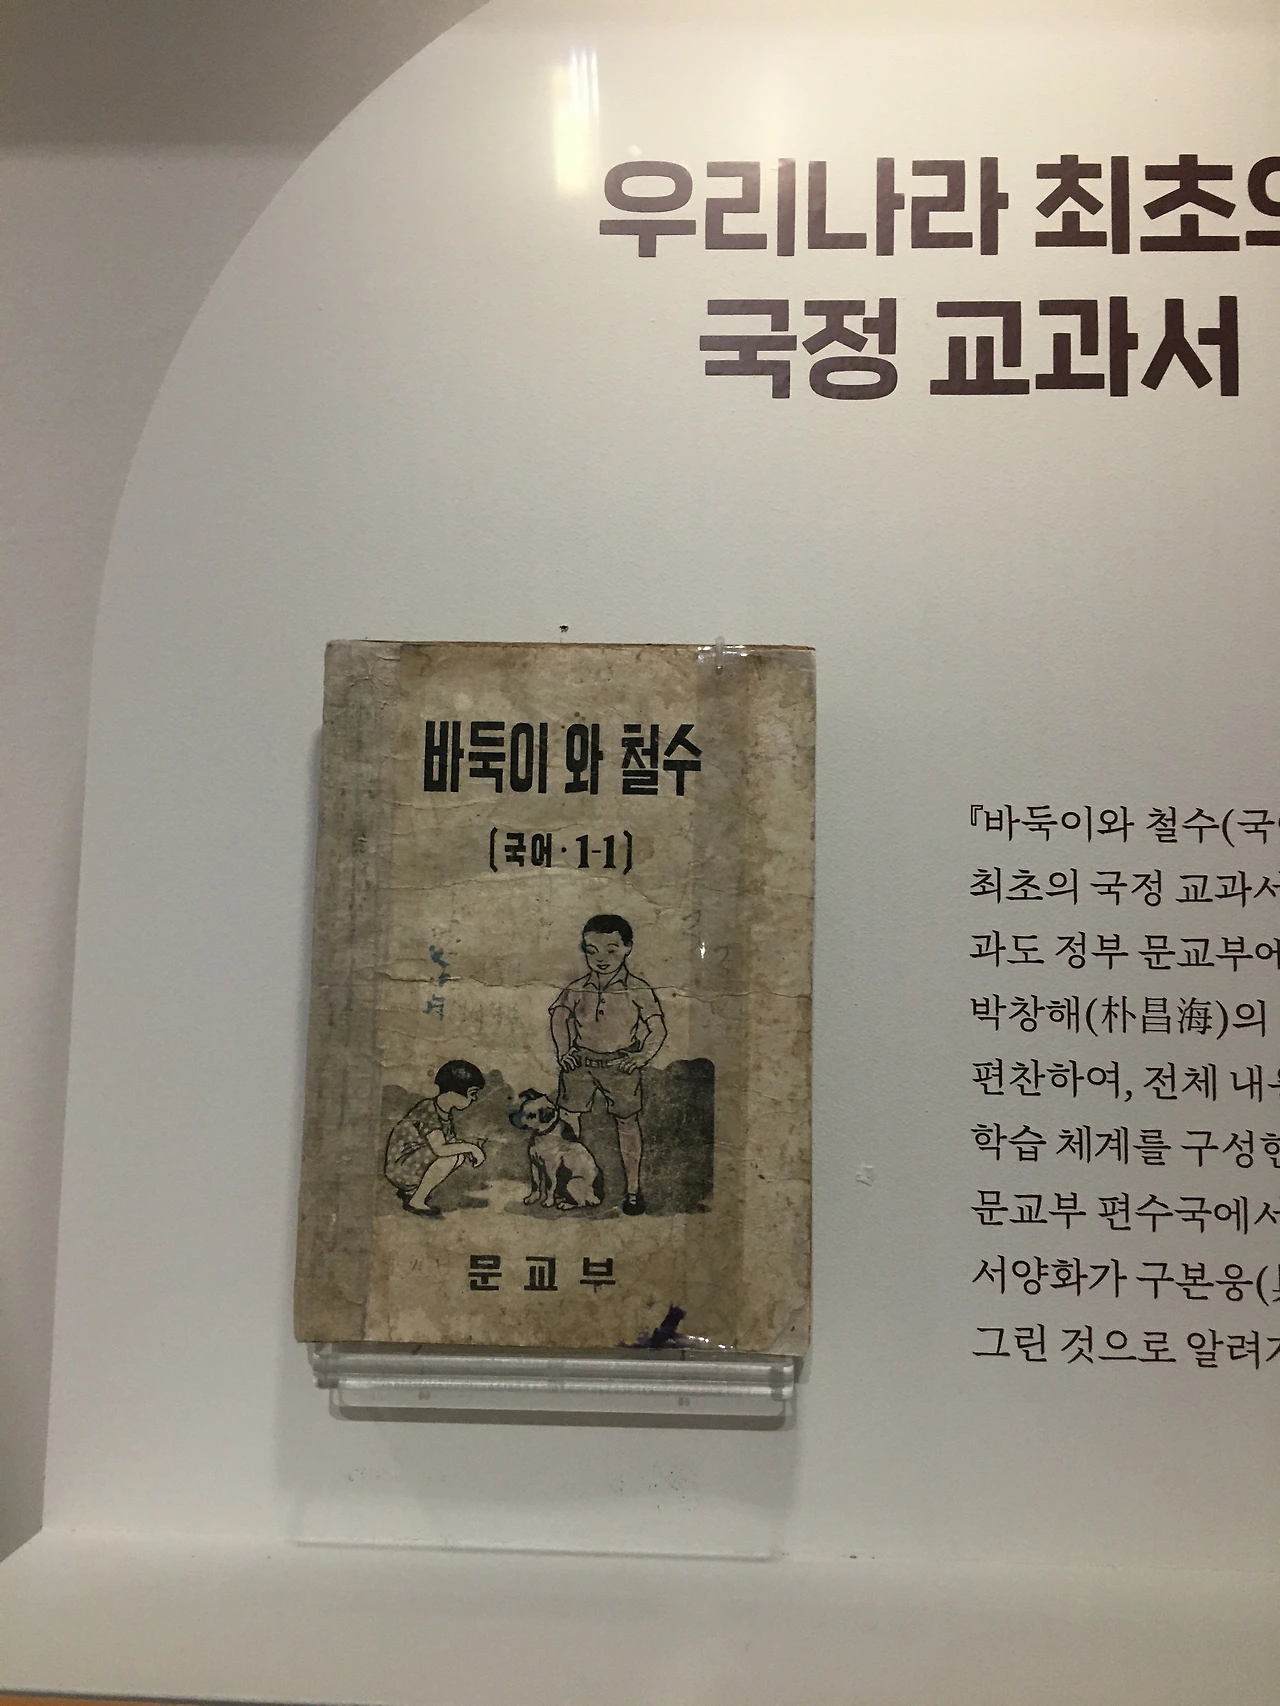 우리나라 최초의
국정 교과서
바둑이 와 철수
(국어·1-1)
문교부
『바둑이와 철수(국
최초의 국정 교과서
과도 정부 문교부에
박창해(朴昌海)의
편찬하여, 전체 내
학습 체계를 구성한
문교부 편수국에서
서양화가 구본웅(
그린 것으로 알려